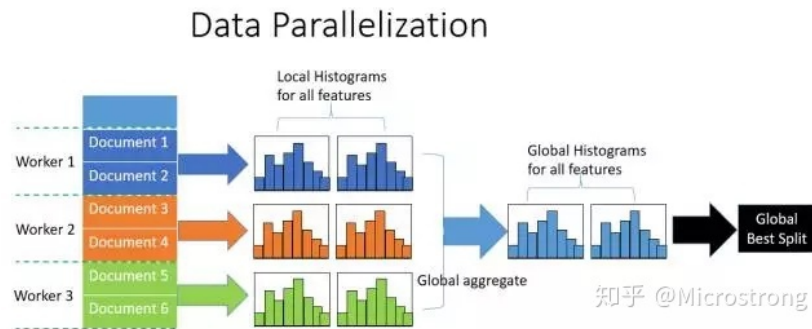 Data Parallelization
Local Histograms
for all features
Document 1
Worker 1
Document 2
Global Histograms
for all features
Document 3
Worker 2
Document 4
Global
Best Split
Document 5
Global aggregate
Worker 3
Document 6
知乎 @Microstrong